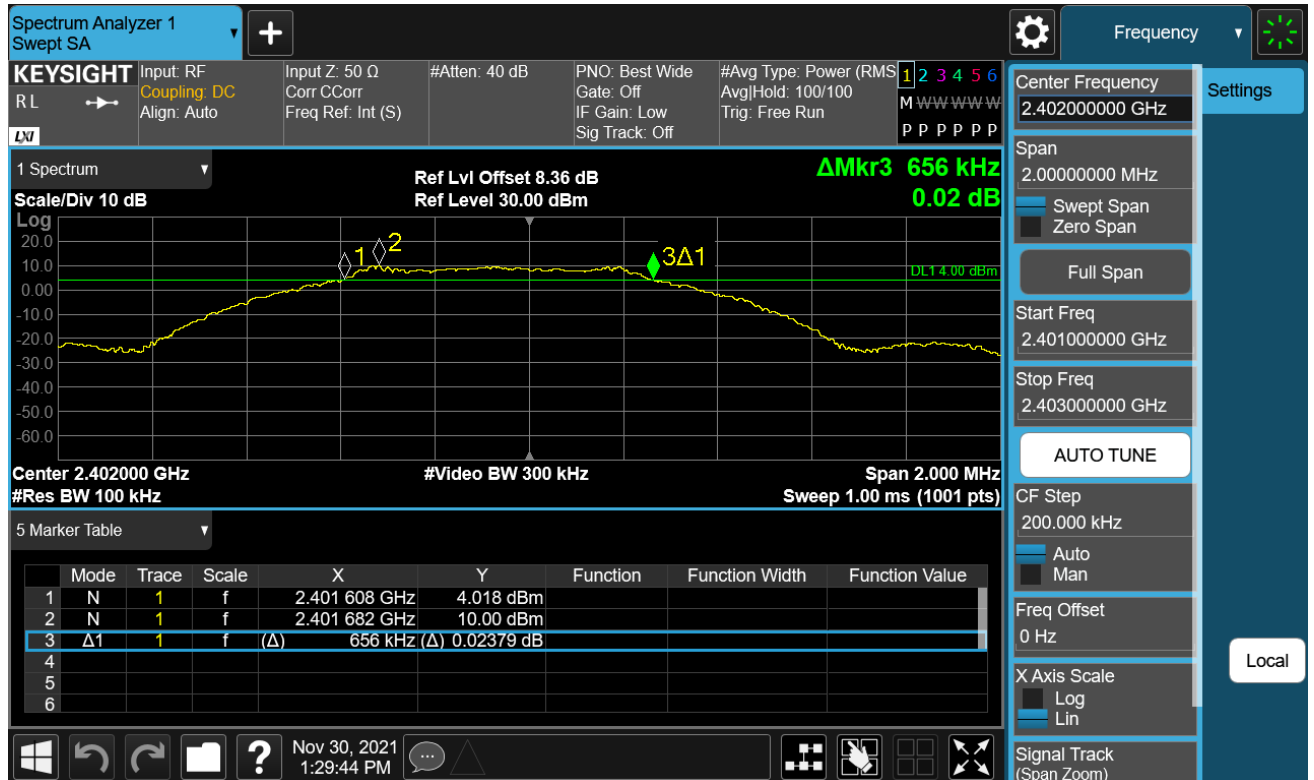 Spectrum Analyzer 1
Swept SA
+
Frequency
KEYSIGHT
RL
LXI
Input: RF
Coupling: DC
Align: Auto
Input Z: 50 Ω
Corr CCorr
Freq Ref: Int (S)
#Atten: 40 dB
PNO: Best Wide
Gate: Off
IF Gain: Low
Sig Track: Off
#Avg Type: Power (RMS
Avg|Hold: 100/100
Trig: Free Run
1 2 3 4 5 6
M W W W W W
P P P P P P
1 Spectrum
Scale/Div 10 dB
Ref Lvl Offset 8.36 dB
Ref Level 30.00 dBm
ΔMkr3 656 kHz
0.02 dB
Log
20.0
10.0
0.00
-10.0
-20.0
-30.0
-40.0
-50.0
-60.0
1
2
3Δ1
DL1 4.00 dBm
Center 2.402000 GHz
#Video BW 300 kHz
Span 2.000 MHz
#Res BW 100 kHz
Sweep 1.00 ms (1001 pts)
5 Marker Table
Mode Trace Scale X Y Function Function Width Function Value
1 N 1 f 2.401 608 GHz 4.018 dBm
2 N 1 f 2.401 682 GHz 10.00 dBm
3 Δ1 1 f (Δ) 656 kHz (Δ) 0.02379 dB
4
5
6
?
Nov 30, 2021
1:29:44 PM
Settings
Center Frequency
2.402000000 GHz
Span
2.00000000 MHz
Swept Span
Zero Span
Full Span
Start Freq
2.401000000 GHz
Stop Freq
2.403000000 GHz
AUTO TUNE
CF Step
200.000 kHz
Auto
Man
Freq Offset
0 Hz
X Axis Scale
Log
Lin
Signal Track
(Span Zoom)
Local